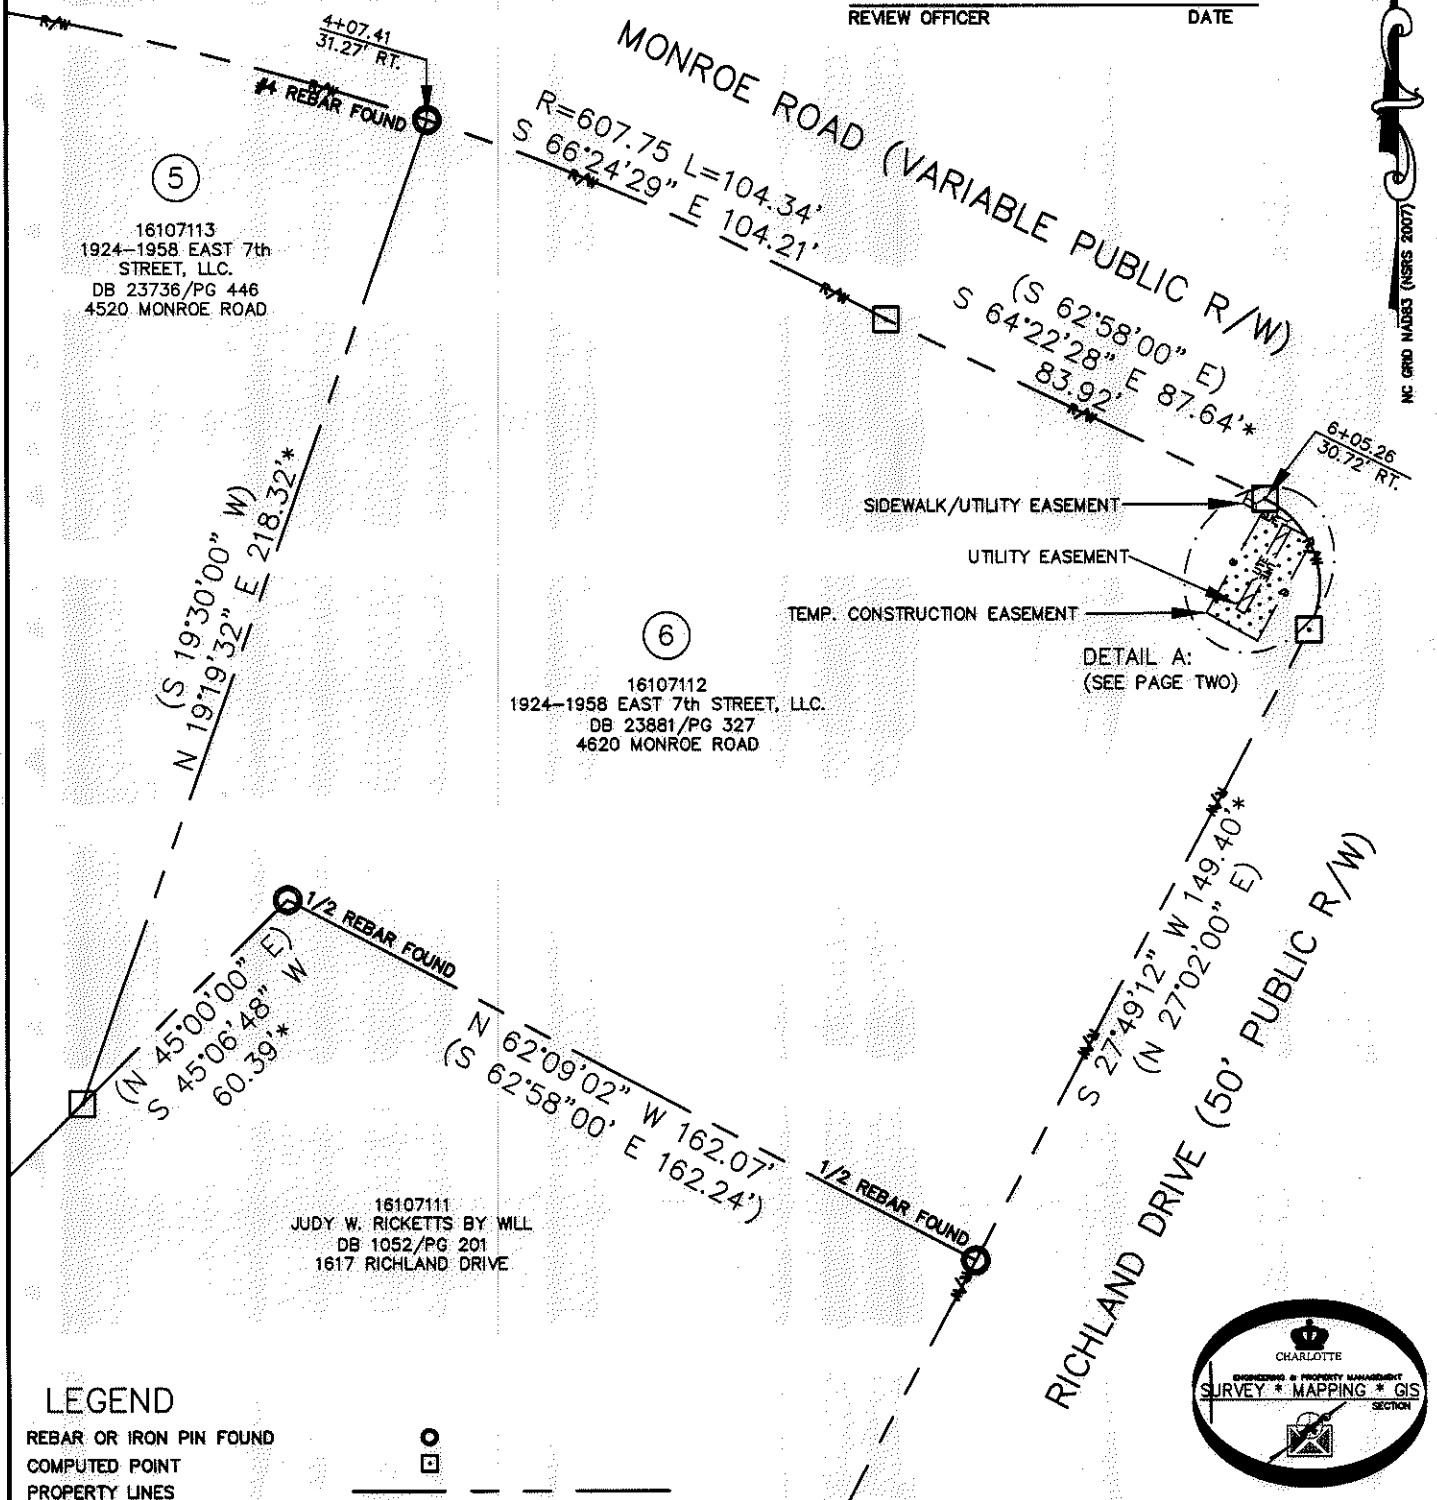 REVIEW OFFICER DATE
R/W
4+07.41
31.27' RT.
MONROE ROAD (VARIABLE PUBLIC R/W)
R/W
#4 REBAR FOUND
R=607.75 L=104.34'
S 66°24'29" E 104.21'
R/W
5
16107113
1924-1958 EAST 7th
STREET, LLC.
DB 23736/PG 446
4520 MONROE ROAD
NC GRID NAD83 (NSRS 2007)
R/W
(S 62°58'00" E)
S 64°22'28" E 87.64'*
83.92'
R/W
6+05.26
30.72' RT.
(S 19°30'00" W)
N 19°19'32" E 218.32'*
SIDEWALK/UTILITY EASEMENT
UTILITY EASEMENT
TEMP. CONSTRUCTION EASEMENT
R/W
DETAIL A:
(SEE PAGE TWO)
6
16107112
1924-1958 EAST 7th STREET, LLC.
DB 23881/PG 327
4620 MONROE ROAD
R/W
S 27°49'12" W 149.40'*
(N 27°02'00" E)
R/W
RICHLAND DRIVE (50' PUBLIC R/W)
1/2 REBAR FOUND
(N 45°00'00" E)
S 45°06'48" W
60.39'*
N 62°09'02" W 162.07'
(S 62°58"00' E 162.24')
1/2 REBAR FOUND
R/W
16107111
JUDY W. RICKETTS BY WILL
DB 1052/PG 201
1617 RICHLAND DRIVE
CHARLOTTE
ENGINEERING & PROPERTY MANAGEMENT
SURVEY * MAPPING * GIS
SECTION
LEGEND
REBAR OR IRON PIN FOUND
COMPUTED POINT
PROPERTY LINES